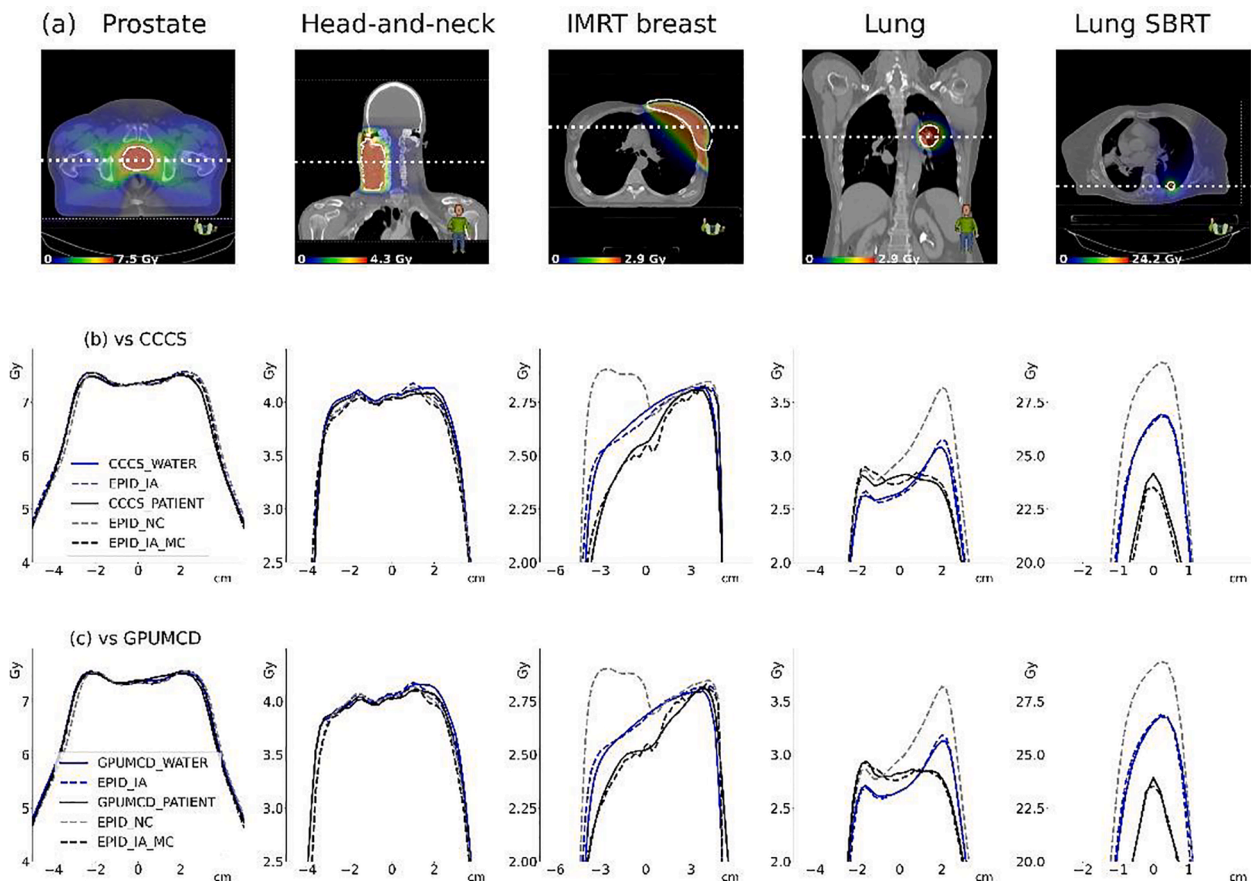 (a) Prostate Head-and-neck IMRT breast Lung Lung SBRT
0 7.5 Gy 0 4.3 Gy 0 2.9 Gy 0 2.9 Gy 0 24.2 Gy
(b) vs CCCS
Gy Gy Gy Gy Gy
7 4.0 2.75 3.5 27.5
6 3.5 2.50 3.0 25.0
5 3.0 2.25 2.5 22.5
4 2.5 2.00 2.0 20.0
CCCS_WATER
EPID_IA
CCCS_PATIENT
EPID_NC
EPID_IA_MC
−4 −2 0 2 cm −4 −2 0 2 cm −6 −3 0 3 cm −4 −2 0 2 cm −2 −1 0 1 cm
(c) vs GPUMCD
Gy Gy Gy Gy Gy
7 4.0 2.75 3.5 27.5
6 3.5 2.50 3.0 25.0
5 3.0 2.25 2.5 22.5
4 2.5 2.00 2.0 20.0
GPUMCD_WATER
EPID_IA
GPUMCD_PATIENT
EPID_NC
EPID_IA_MC
−4 −2 0 2 cm −4 −2 0 2 cm −6 −3 0 3 cm −4 −2 0 2 cm −2 −1 0 1 cm